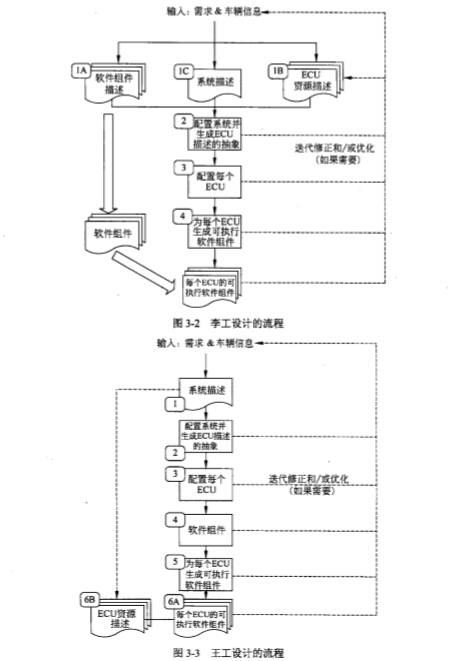 输入：需求 & 车辆信息
1A
软件组件
描述
1C
系统描述
1B
ECU
资源描述
2
配置系统并
生成ECU
描述的抽象
迭代修正和/或优化
（如果需要）
3
配置每个
ECU
4
为每个ECU
生成可执行
软件组件
软件组件
每个ECU的可
执行软件组件
图 3-2 李工设计的流程
输入：需求 & 车辆信息
系统描述
1
配置系统并
生成ECU描述
的抽象
2
3
配置每个
ECU
迭代修正和/或优化
（如果需要）
4
软件组件
5
为每个ECU
生成可执行
软件组件
6B
ECU资源
描述
6A
每个ECU的可
执行软件组件
图 3-3 王工设计的流程